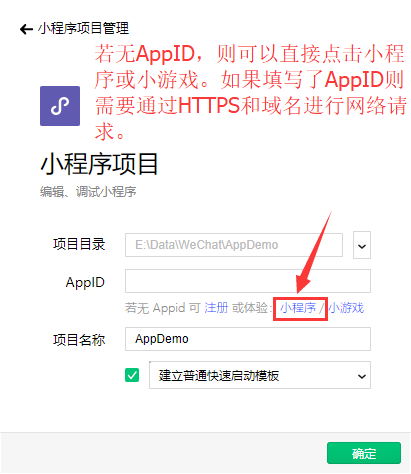 小程序项目管理
若无AppID，则可以直接点击小程
序或小游戏。如果填写了AppID则
需要通过HTTPS和域名进行网络请
求。
小程序项目
编辑、调试小程序
项目目录 E:\Data\WeChat\AppDemo
AppID
若无 Appid 可 注册 或体验: 小程序 / 小游戏
项目名称 AppDemo
建立普通快速启动模板
确定